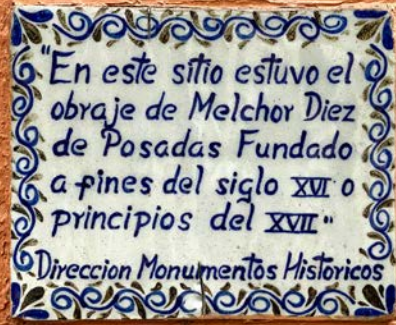 "En este sitio estuvo el
obraje de Melchor Diez
de Posadas Fundado
a fines del siglo XVI o
principios del XVII"
Direccion Monumentos Historicos